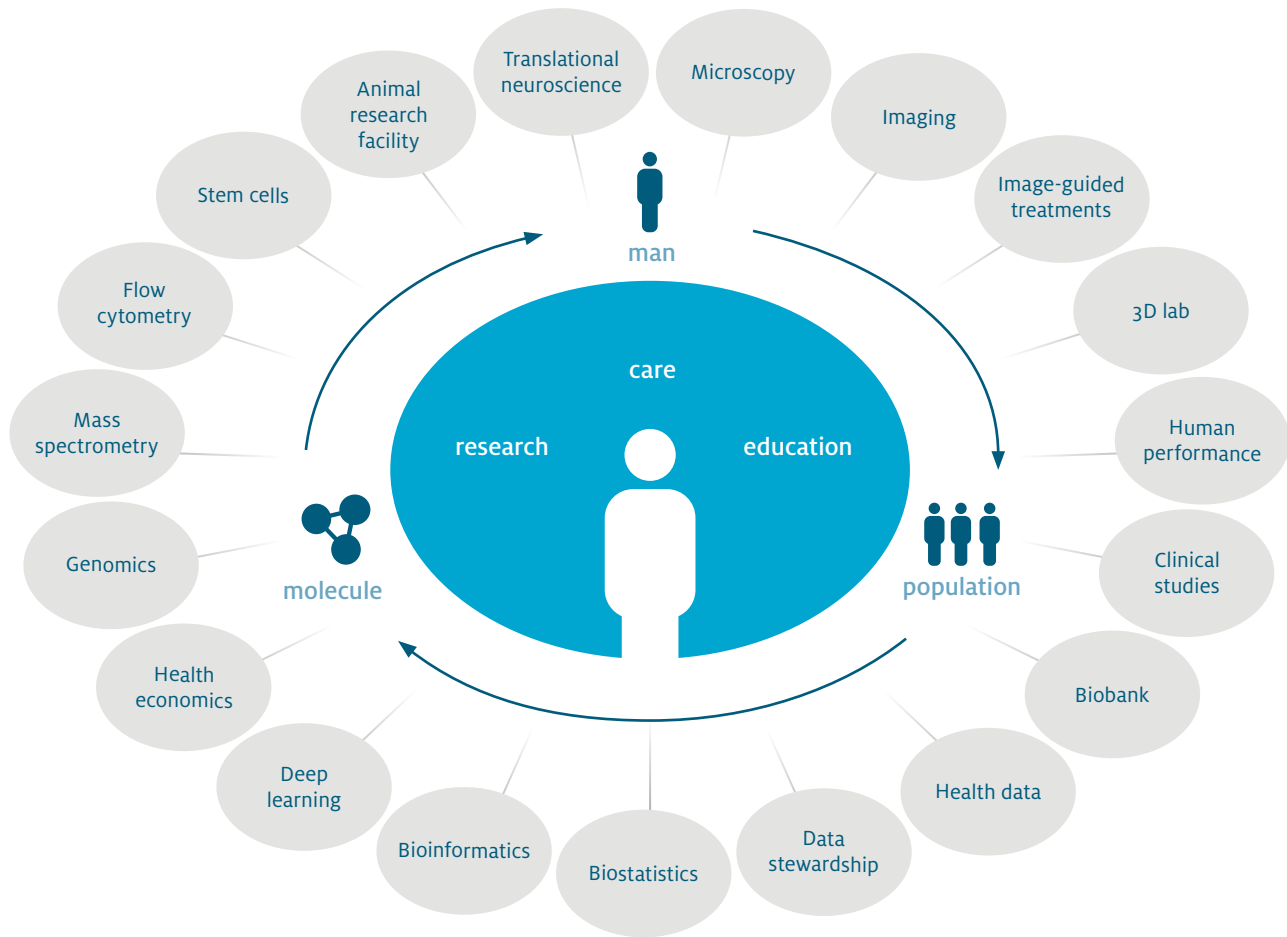 Translational
neuroscience
Microscopy
Animal
research
facility
Imaging
Stem cells
Image-guided
treatments
man
Flow
cytometry
3D lab
care
Mass
spectrometry
research
education
Human
performance
Genomics
molecule
population
Clinical
studies
Health
economics
Biobank
Deep
learning
Health data
Bioinformatics
Biostatistics
Data
stewardship